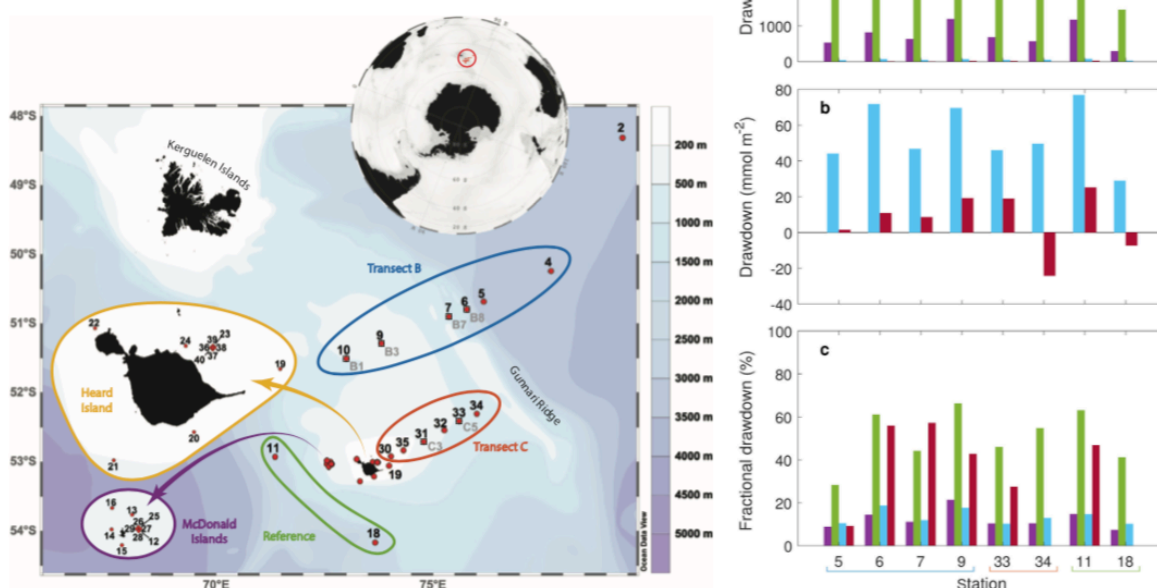 48°S
49°S
50°S
51°S
52°S
53°S
54°S
70°E
75°E
Kerguelen Islands
2
Transect B
4
5
6
B8
7
B7
9
B3
10
B1
Gunnari Ridge
22
24
39
23
36
38
40
37
19
Heard
Island
20
21
34
33
C5
32
31
C3
35
30
19
Transect C
11
18
Reference
16
13
25
26
14
29
27
28
12
15
McDonald
Islands
200 m
500 m
1000 m
1500 m
2000 m
2500 m
3000 m
3500 m
4000 m
4500 m
5000 m
Ocean Data View
1000
0
b
Drawdown (mmol m⁻²)
80
60
40
20
0
-20
-40
c
Fractional drawdown (%)
100
80
60
40
20
0
5 6 7 9 33 34 11 18
Station